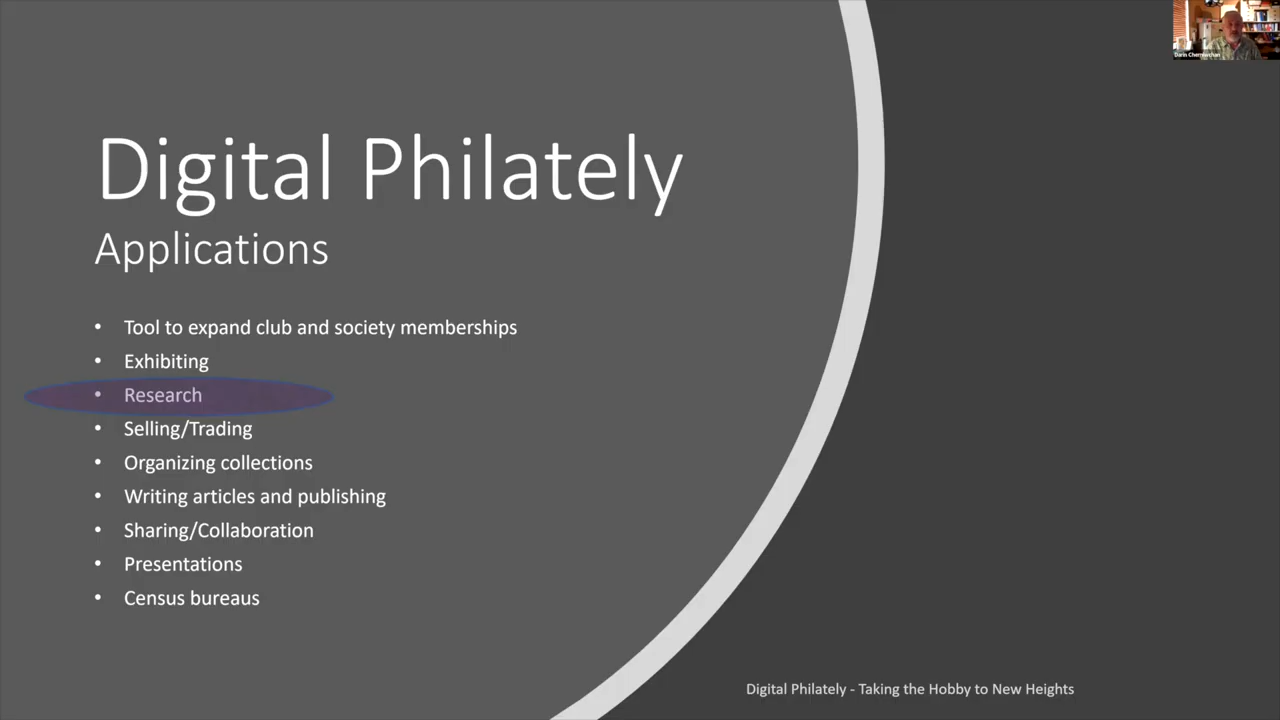 Digital Philately
Applications
• Tool to expand club and society memberships
• Exhibiting
• Research
• Selling/Trading
• Organizing collections
• Writing articles and publishing
• Sharing/Collaboration
• Presentations
• Census bureaus
Digital Philately - Taking the Hobby to New Heights